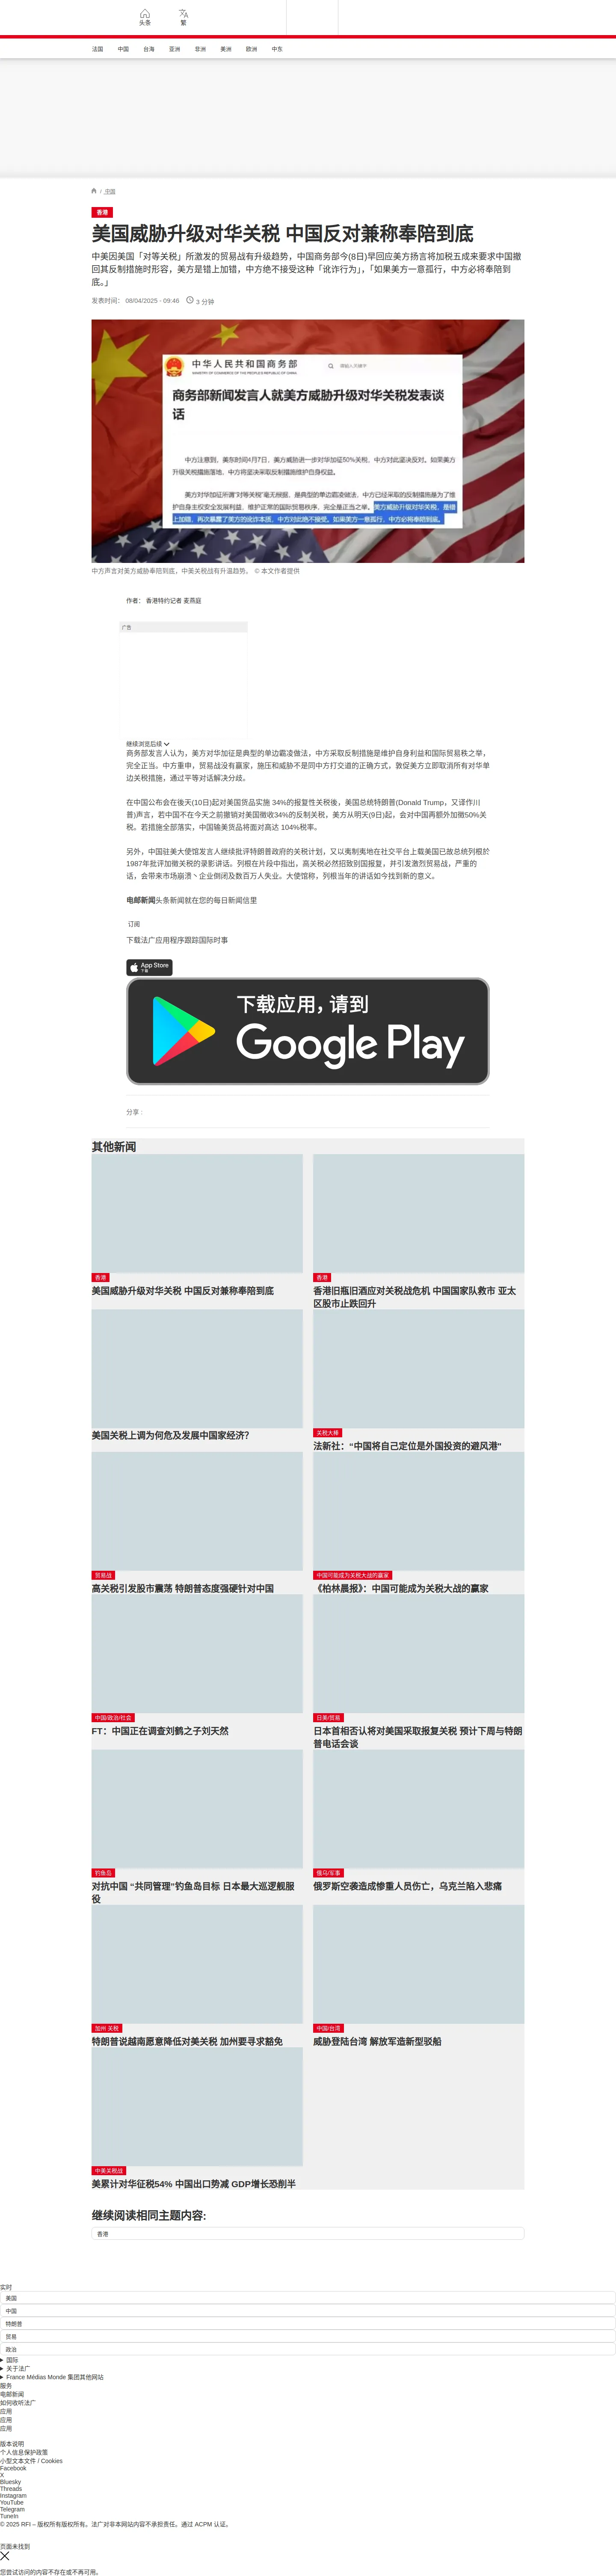 头条
繁
法国
中国
台海
亚洲
非洲
美洲
欧洲
中东
/ 中国
香港
美国威胁升级对华关税 中国反对兼称奉陪到底
中美因美国「对等关税」所激发的贸易战有升级趋势，中国商务部今(8日)早回应美方扬言将加税五成来要求中国撤
回其反制措施时形容，美方是错上加错，中方绝不接受这种「讹诈行为」，「如果美方一意孤行，中方必将奉陪到
底。」
发表时间： 08/04/2025 - 09:46
3 分钟
中华人民共和国商务部
MINISTRY OF COMMERCE OF THE PEOPLE'S REPUBLIC OF CHINA
请输入关键字
商务部新闻发言人就美方威胁升级对华关税发表谈
话
中方注意到，美东时间4月7日，美方威胁进一步对华加征50%关税，中方对此坚决反对。如果美方
升级关税措施落地，中方将坚决采取反制措施维护自身权益。
美方对华加征所谓“对等关税”毫无根据，是典型的单边霸凌做法，中方已经采取的反制措施是为了维
护自身主权安全发展利益，维护正常的国际贸易秩序，完全是正当之举。美方威胁升级对华关税，是错
上加错，再次暴露了美方的讹诈本质，中方对此绝不接受。如果美方一意孤行，中方必将奉陪到底。
中方声言对美方威胁奉陪到底，中美关税战有升温趋势。 © 本文作者提供
作者： 香港特约记者 麦燕庭
广告
继续浏览后续
商务部发言人认为，美方对华加征是典型的单边霸凌做法，中方采取反制措施是维护自身利益和国际贸易秩之举，
完全正当。中方重申，贸易战没有赢家，施压和威胁不是同中方打交道的正确方式，敦促美方立即取消所有对华单
边关税措施，通过平等对话解决分歧。
在中国公布会在後天(10日)起对美国货品实施 34%的报复性关税後，美国总统特朗普(Donald Trump，又译作川
普)声言，若中国不在今天之前撤销对美国徵收34%的反制关税，美方从明天(9日)起，会对中国再额外加徵50%关
税。若措施全部落实，中国输美货品将面对高达 104%税率。
另外，中国驻美大使馆发言人继续批评特朗普政府的关税计划，又以夷制夷地在社交平台上载美国已故总统列根於
1987年批评加徵关税的录影讲话。列根在片段中指出，高关税必然招致别国报复，并引发激烈贸易战，严重的
话，会带来市场崩溃丶企业倒闭及数百万人失业。大使馆称，列根当年的讲话如今找到新的意义。
电邮新闻头条新闻就在您的每日新闻信里
订阅
下载法广应用程序跟踪国际时事
App Store
下载
下载应用，请到
Google Play
分享 :
其他新闻
香港
美国威胁升级对华关税 中国反对兼称奉陪到底
香港
香港旧瓶旧酒应对关税战危机 中国国家队救市 亚太
区股市止跌回升
美国关税上调为何危及发展中国家经济？
关税大棒
法新社：“中国将自己定位是外国投资的避风港”
贸易战
高关税引发股市震荡 特朗普态度强硬针对中国
中国可能成为关税大战的赢家
《柏林晨报》：中国可能成为关税大战的赢家
中国/政治/社会
FT：中国正在调查刘鹤之子刘天然
日美/贸易
日本首相否认将对美国采取报复关税 预计下周与特朗
普电话会谈
钓鱼岛
对抗中国 “共同管理”钓鱼岛目标 日本最大巡逻舰服
役
俄乌/军事
俄罗斯空袭造成惨重人员伤亡，乌克兰陷入悲痛
加州 关税
特朗普说越南愿意降低对美关税 加州要寻求豁免
中国/台湾
威胁登陆台湾 解放军造新型驳船
中美关税战
美累计对华征税54% 中国出口势减 GDP增长恐削半
继续阅读相同主题内容:
香港
实时
美国
中国
特朗普
贸易
政治
国际
关于法广
France Médias Monde 集团其他网站
服务
电邮新闻
如何收听法广
应用
应用
应用
版本说明
个人信息保护政策
小型文本文件 / Cookies
Facebook
X
Bluesky
Threads
Instagram
YouTube
Telegram
TuneIn
© 2025 RFI – 版权所有版权所有。法广对非本网站内容不承担责任。通过 ACPM 认证。
页面未找到
您尝试访问的内容不存在或不再可用。